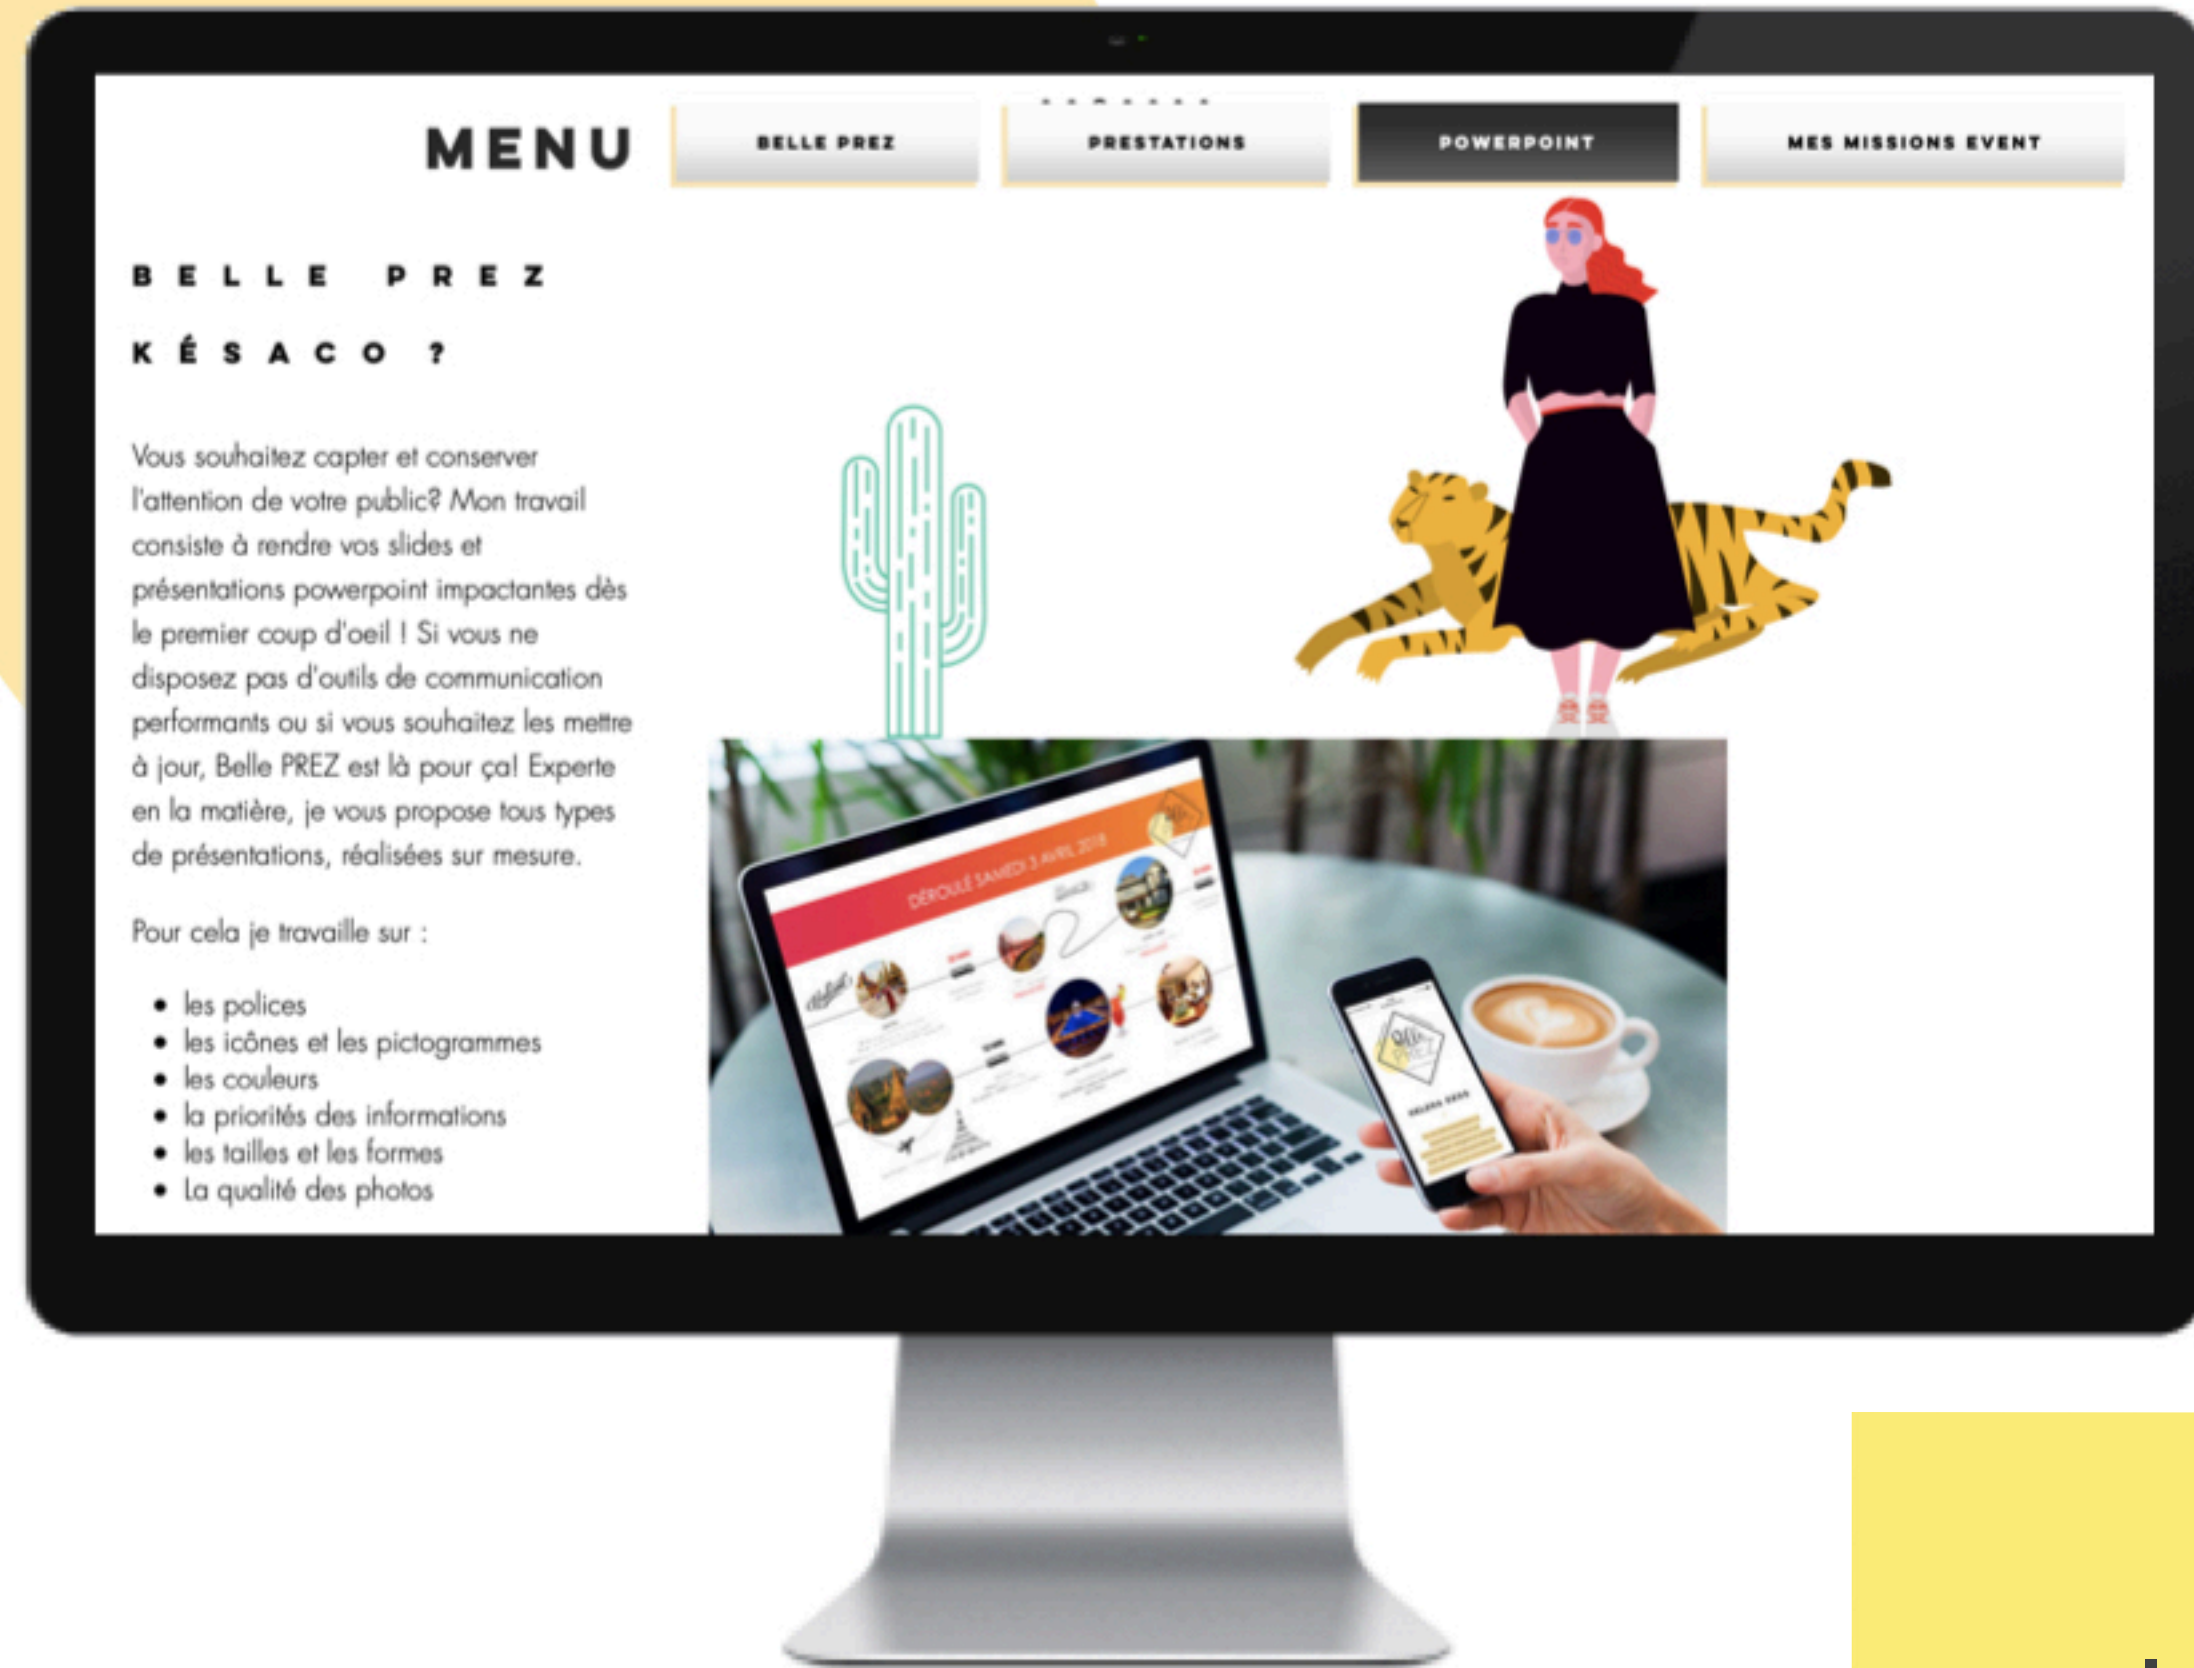 MENU
BELLE PREZ
PRESTATIONS
POWERPOINT
MES MISSIONS EVENT
BELLE PREZ
KÉSACO ?
Vous souhaitez capter et conserver
l'attention de votre public? Mon travail
consiste à rendre vos slides et
présentations powerpoint impactantes dès
le premier coup d'oeil ! Si vous ne
disposez pas d'outils de communication
performants ou si vous souhaitez les mettre
à jour, Belle PREZ est là pour ça! Experte
en la matière, je vous propose tous types
de présentations, réalisées sur mesure.
Pour cela je travaille sur :
• les polices
• les icônes et les pictogrammes
• les couleurs
• la priorités des informations
• les tailles et les formes
• La qualité des photos
DÉROULÉ SAMEDI 3 AVRIL 2018
Belle
PREZ